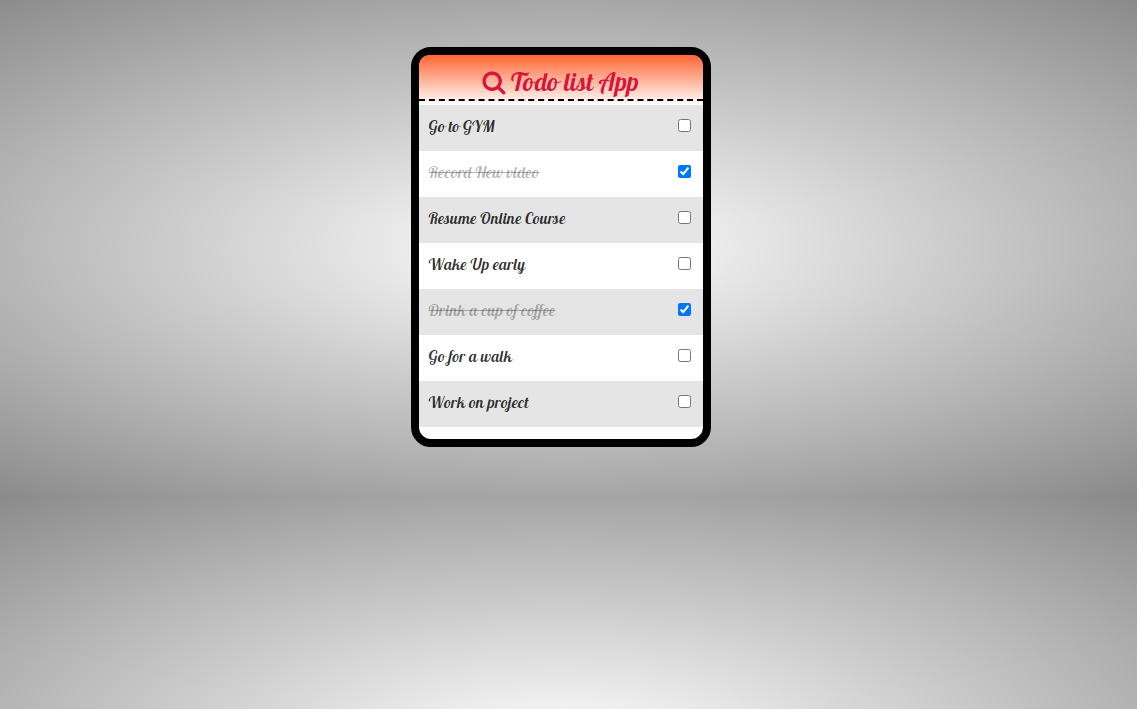 Todo list App
Go to GYM
Record New video
Resume Online Course
Wake Up early
Drink a cup of coffee
Go for a walk
Work on project